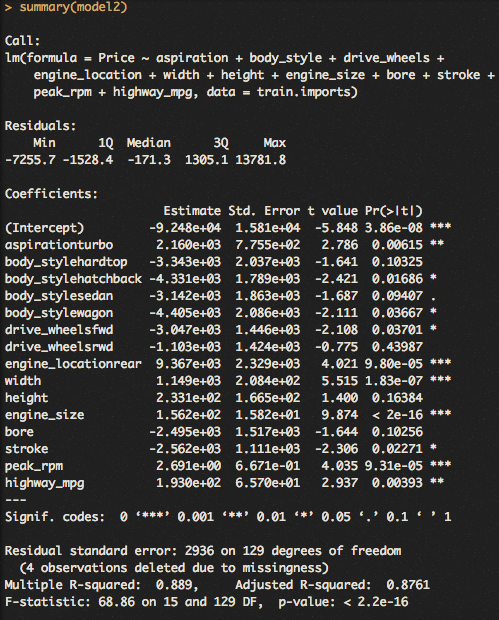 > summary(model2)
Call:
lm(formula = Price ~ aspiration + body_style + drive_wheels +
    engine_location + width + height + engine_size + bore + stroke +
    peak_rpm + highway_mpg, data = train.imports)
Residuals:
    Min      1Q  Median      3Q     Max
-7255.7 -1528.4  -171.3  1305.1 13781.8
Coefficients:
                     Estimate Std. Error t value Pr(>|t|)
(Intercept)        -9.248e+04  1.581e+04  -5.848 3.86e-08 ***
aspirationturbo     2.160e+03  7.755e+02   2.786  0.00615 **
body_stylehardtop  -3.343e+03  2.037e+03  -1.641  0.10325
body_stylehatchback -4.331e+03  1.789e+03  -2.421  0.01686 *
body_stylesedan    -3.142e+03  1.863e+03  -1.687  0.09407 .
body_stylewagon    -4.405e+03  2.086e+03  -2.111  0.03667 *
drive_wheelsfwd    -3.047e+03  1.446e+03  -2.108  0.03701 *
drive_wheelsrwd    -1.103e+03  1.424e+03  -0.775  0.43987
engine_locationrear 9.367e+03  2.329e+03   4.021 9.80e-05 ***
width               1.149e+03  2.084e+02   5.515 1.83e-07 ***
height              2.331e+02  1.665e+02   1.400  0.16384
engine_size         1.562e+02  1.582e+01   9.874  < 2e-16 ***
bore               -2.495e+03  1.517e+03  -1.644  0.10256
stroke             -2.562e+03  1.111e+03  -2.306  0.02271 *
peak_rpm            2.691e+00  6.671e-01   4.035 9.31e-05 ***
highway_mpg         1.930e+02  6.570e+01   2.937  0.00393 **
---
Signif. codes:  0 ‘***’ 0.001 ‘**’ 0.01 ‘*’ 0.05 ‘.’ 0.1 ‘ ’ 1
Residual standard error: 2936 on 129 degrees of freedom
  (4 observations deleted due to missingness)
Multiple R-squared:  0.889,     Adjusted R-squared:  0.8761
F-statistic: 68.86 on 15 and 129 DF,  p-value: < 2.2e-16